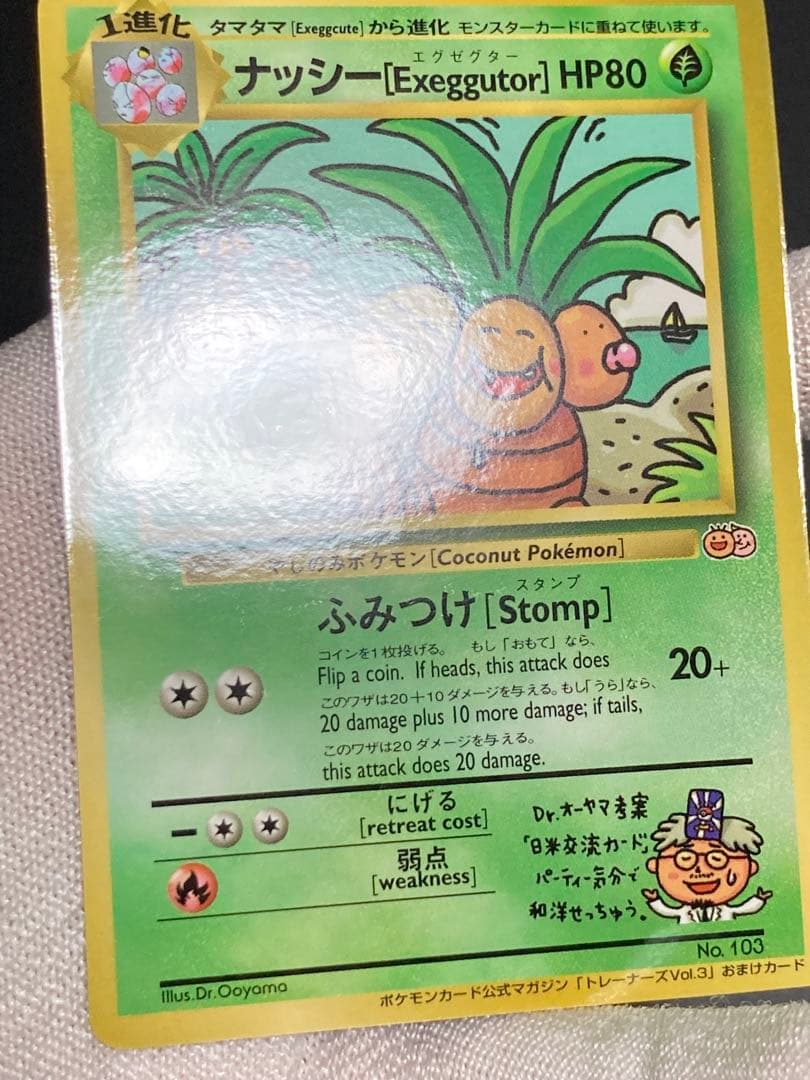 1進化 タマタマ[Exeggcute]から進化 モンスターカードに重ねて使います。
エグゼグター
ナッシー[Exeggutor] HP80
やしのみポケモン[Coconut Pokémon]
スタンプ
ふみつけ[Stomp]
コインを1枚投げる。 もし「おもて」なら、
Flip a coin. If heads, this attack does
20+
このワザは20+10ダメージを与える。もし「うら」なら、
20 damage plus 10 more damage; if tails,
このワザは20ダメージを与える。
this attack does 20 damage.
にげる
[retreat cost]
弱点
[weakness]
Dr.オーヤマ考案
「日米交流カード」
パーティー気分で
和洋せっちゅう。
No. 103
Illus.Dr.Ooyama
ポケモンカード公式マガジン「トレーナーズVol.3」おまけカード